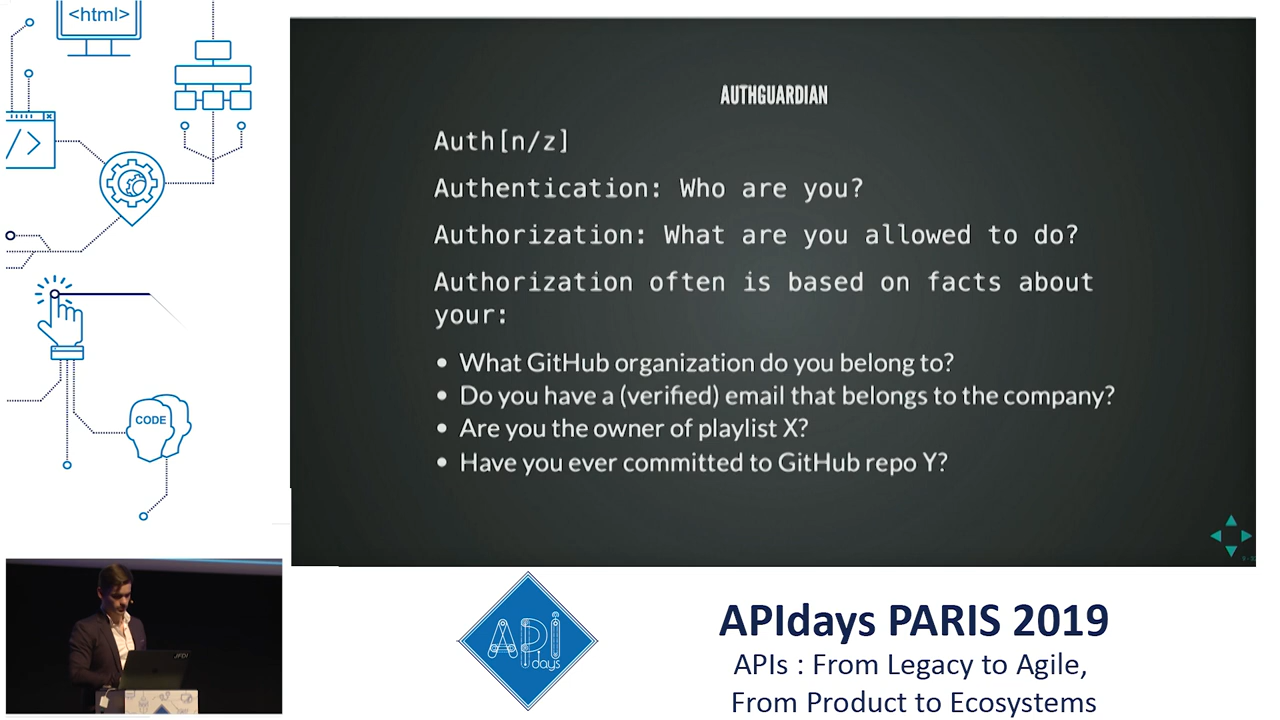 <html>
/>
CODE
AUTHGUARDIAN
Auth[n/z]
Authentication: Who are you?
Authorization: What are you allowed to do?
Authorization often is based on facts about
your:
• What GitHub organization do you belong to?
• Do you have a (verified) email that belongs to the company?
• Are you the owner of playlist X?
• Have you ever committed to GitHub repo Y?
JFDI
API
days
APIdays PARIS 2019
APIs : From Legacy to Agile,
From Product to Ecosystems